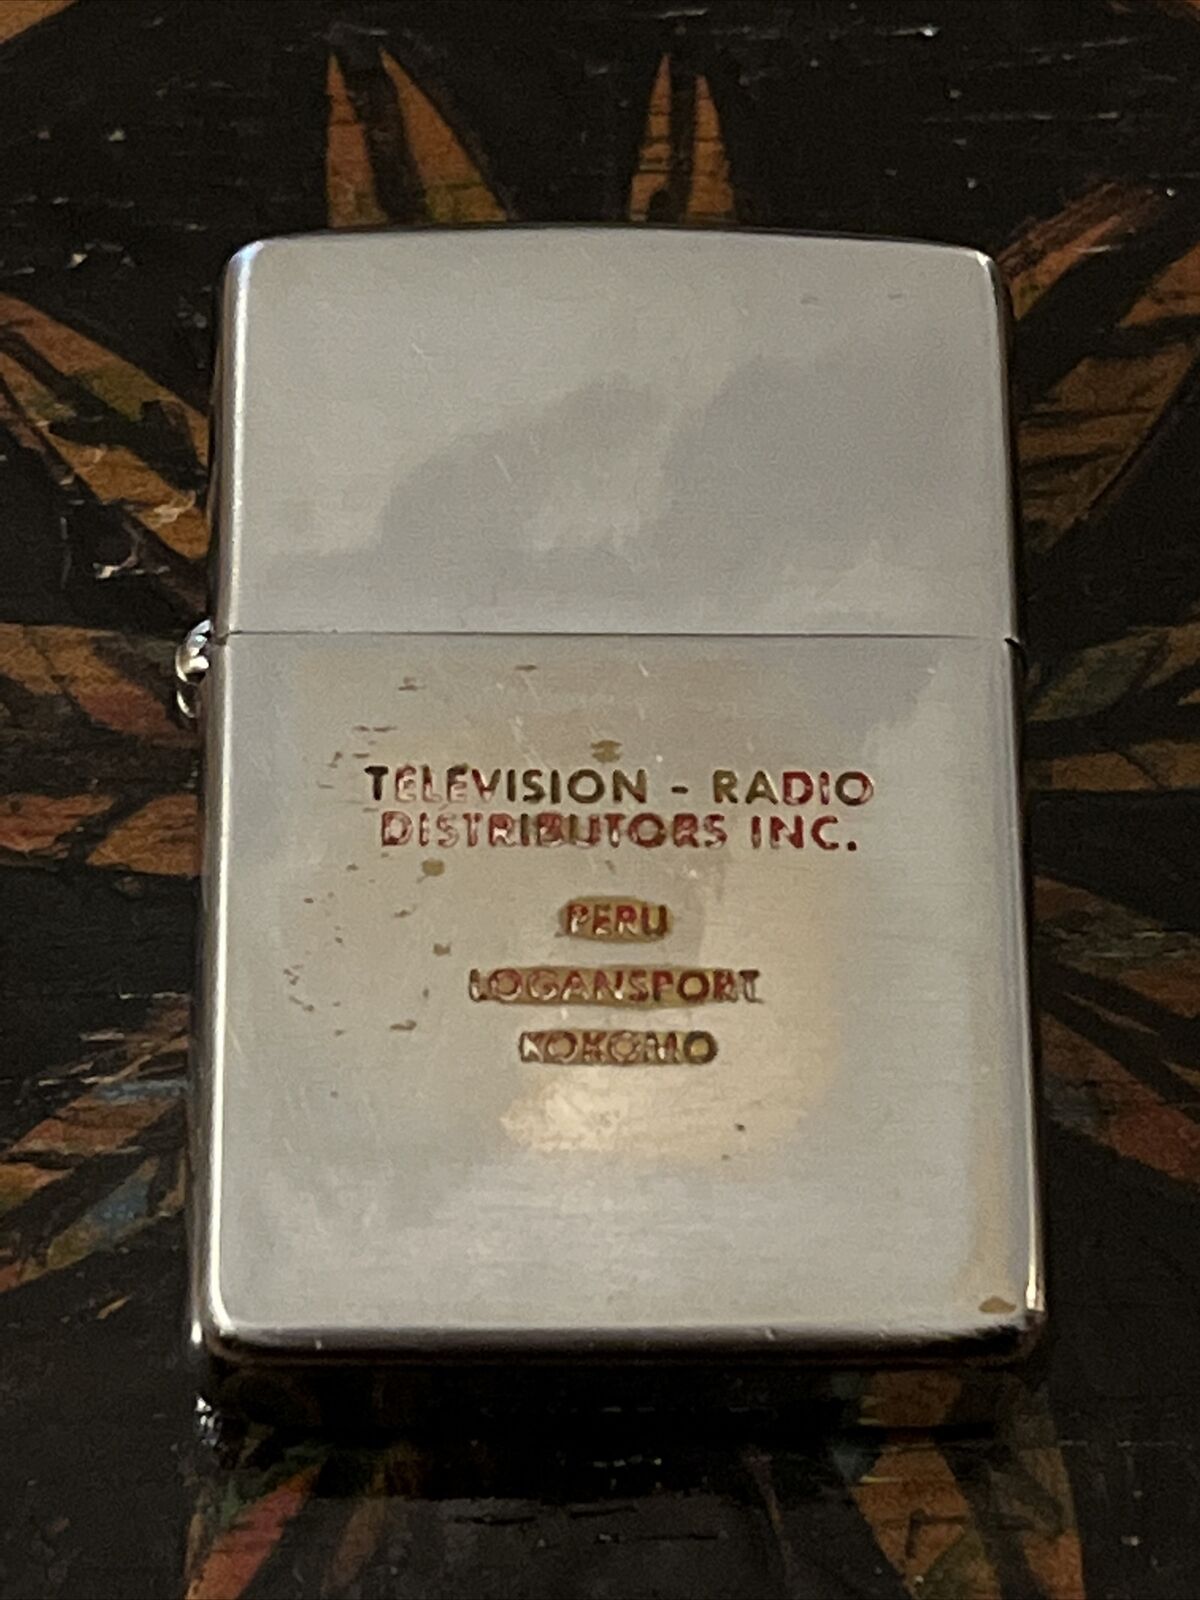 TELEVISION - RADIO
DISTRIBUTORS INC.
PERU
LOGANSPORT
KOKOMO